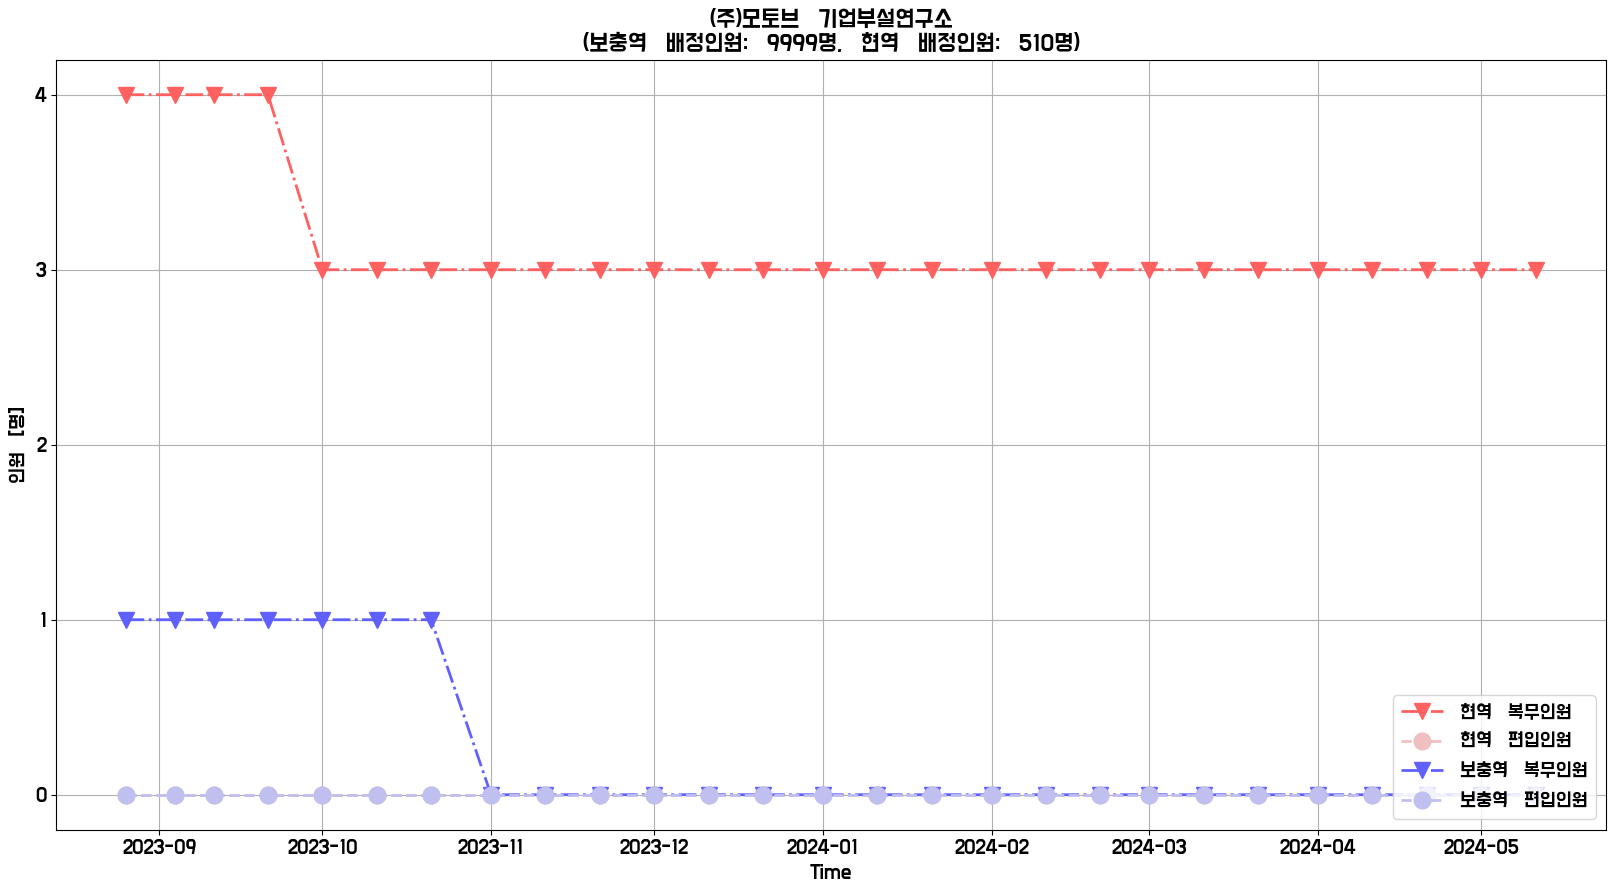 (주)모토브 기업부설연구소
(보충역 배정인원: 9999명, 현역 배정인원: 510명)
4
3
2
1
0
인원 [명]
현역 복무인원
현역 편입인원
보충역 복무인원
보충역 편입인원
2023-09 2023-10 2023-11 2023-12 2024-01 2024-02 2024-03 2024-04 2024-05
Time